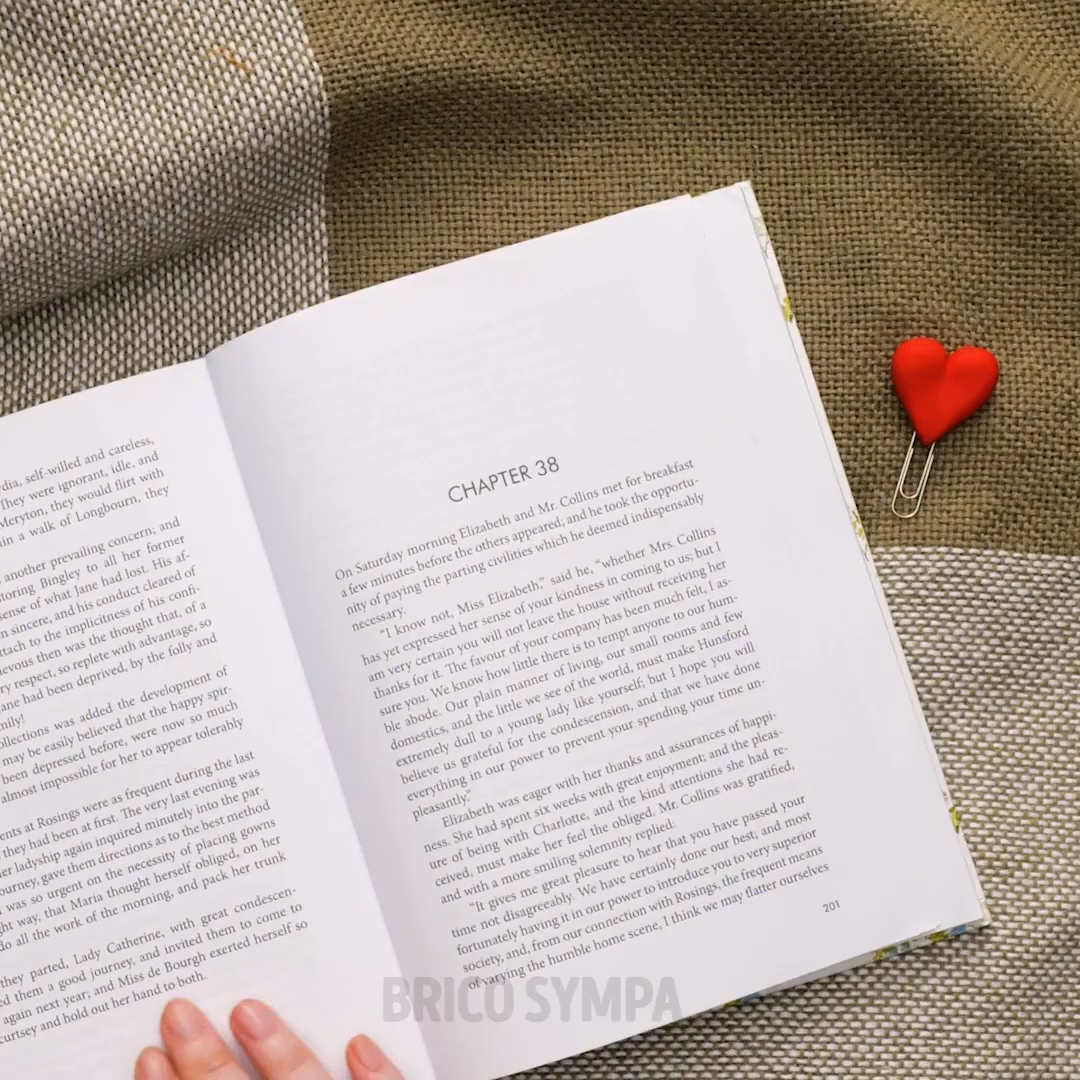 dia, self-willed and careless,
They were ignorant, idle, and
Meryton, they would flirt with
in a walk of Longbourn, they
another prevailing concern; and
toring Bingley to all her former
ense of what Jane had lost. His af-
n sincere, and his conduct cleared of
ttach to the implicitness of his confi-
ievous then was the thought that, of a
ry respect, so replete with advantage, so
ane had been deprived, by the folly and
mily!
ollections was added the development of
may be easily believed that the happy spir-
been depressed before, were now so much
almost impossible for her to appear tolerably
ents at Rosings were as frequent during the last
they had been at first. The very last evening was
er ladyship again inquired minutely into the par-
ourney, gave them directions as to the best method
was so urgent on the necessity of placing gowns
ght way, that Maria thought herself obliged, on her
do all the work of the morning, and pack her trunk
they parted, Lady Catherine, with great condescen-
ed them a good journey, and invited them to come to
again next year; and Miss de Bourgh exerted herself so
curtsey and hold out her hand to both.
CHAPTER 38
On Saturday morning Elizabeth and Mr. Collins met for breakfast
a few minutes before the others appeared; and he took the opportu-
nity of paying the parting civilities which he deemed indispensably
necessary.
“I know not, Miss Elizabeth,” said he, “whether Mrs. Collins
has yet expressed her sense of your kindness in coming to us; but I
am very certain you will not leave the house without receiving her
thanks for it. The favour of your company has been much felt, I as-
sure you. We know how little there is to tempt anyone to our hum-
ble abode. Our plain manner of living, our small rooms and few
domestics, and the little we see of the world, must make Hunsford
extremely dull to a young lady like yourself; but I hope you will
believe us grateful for the condescension, and that we have done
everything in our power to prevent your spending your time un-
pleasantly.”
Elizabeth was eager with her thanks and assurances of happi-
ness. She had spent six weeks with great enjoyment; and the pleas-
ure of being with Charlotte, and the kind attentions she had re-
ceived, must make her feel the obliged. Mr. Collins was gratified,
and with a more smiling solemnity replied:
“It gives me great pleasure to hear that you have passed your
time not disagreeably. We have certainly done our best; and most
fortunately having it in our power to introduce you to very superior
society, and, from our connection with Rosings, the frequent means
of varying the humble home scene, I think we may flatter ourselves
201
BRICO SYMPA